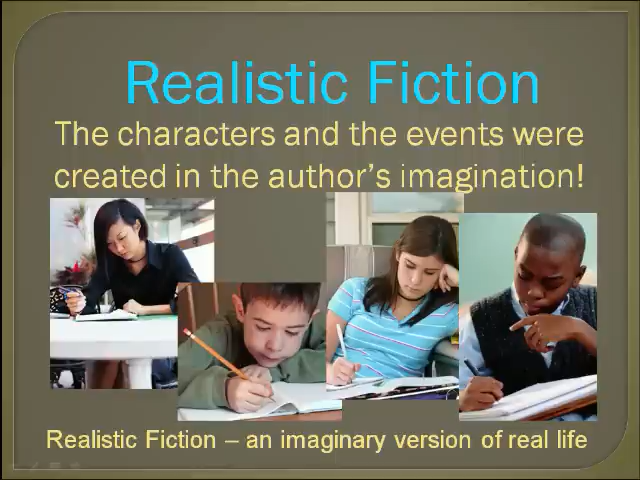 Realistic Fiction
The characters and the events were
created in the author's imagination!
Realistic Fiction – an imaginary version of real life